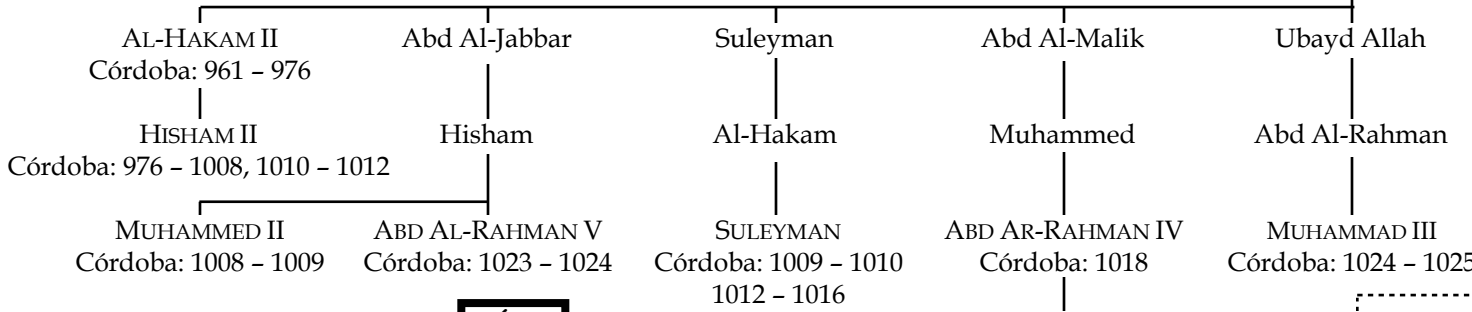 AL-HAKAM II Abd Al-Jabbar Suleyman Abd Al-Malik Ubayd Allah
Córdoba: 961 – 976
HISHAM II Hisham Al-Hakam Muhammed Abd Al-Rahman
Córdoba: 976 – 1008, 1010 – 1012
MUHAMMED II ABD AL-RAHMAN V SULEYMAN ABD AR-RAHMAN IV MUHAMMAD III
Córdoba: 1008 – 1009 Córdoba: 1023 – 1024 Córdoba: 1009 – 1010 Córdoba: 1018 Córdoba: 1024 – 1025
1012 – 1016